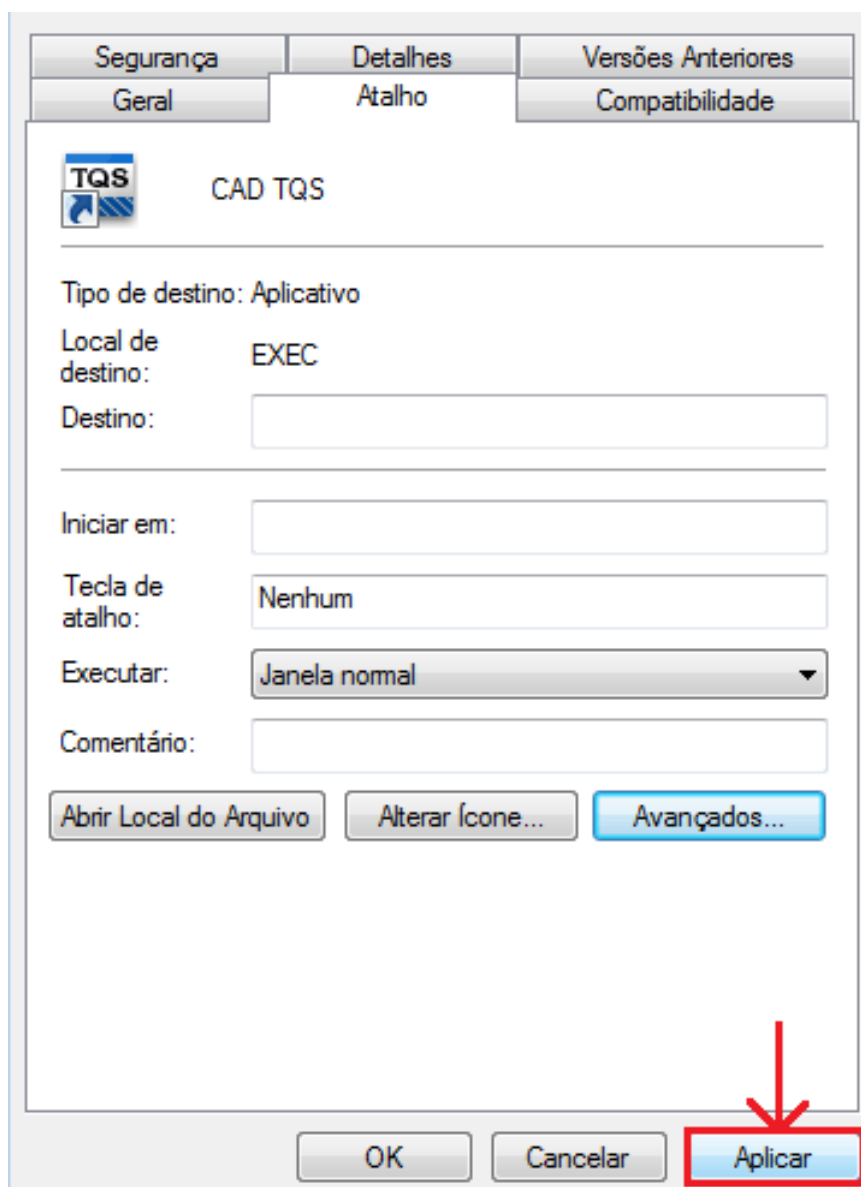 Segurança Detalhes Versões Anteriores
Geral Atalho Compatibilidade
TQS
CAD TQS
Tipo de destino: Aplicativo
Local de destino: EXEC
Destino:
Iniciar em:
Tecla de atalho: Nenhum
Executar: Janela normal
Comentário:
Abrir Local do Arquivo Alterar Ícone... Avançados...
OK Cancelar Aplicar